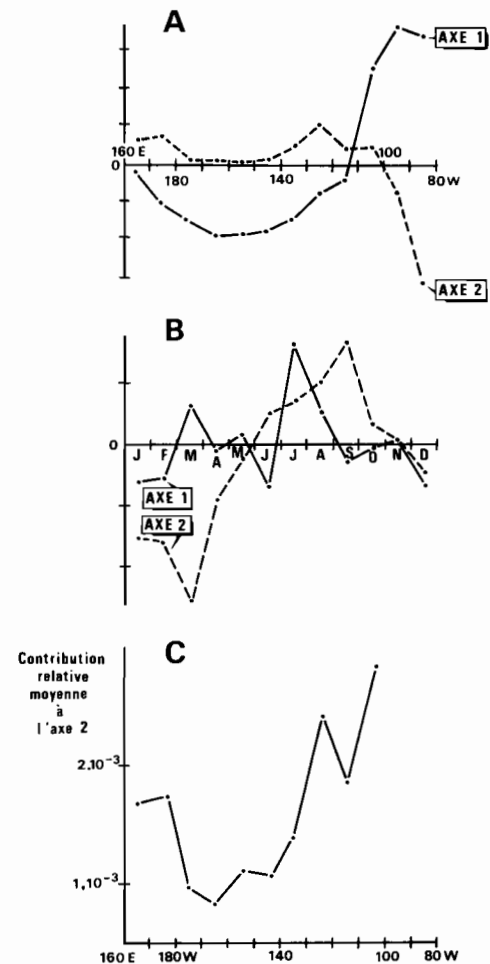 A
AXE 1
160 E
100
0
180
140
80 W
AXE 2
B
0
J F M A M J J A S O N D
AXE 1
AXE 2
C
Contribution
relative
moyenne
à
l'axe 2
2.10⁻³
1,10⁻³
160 E 180 W 140 100 80 W